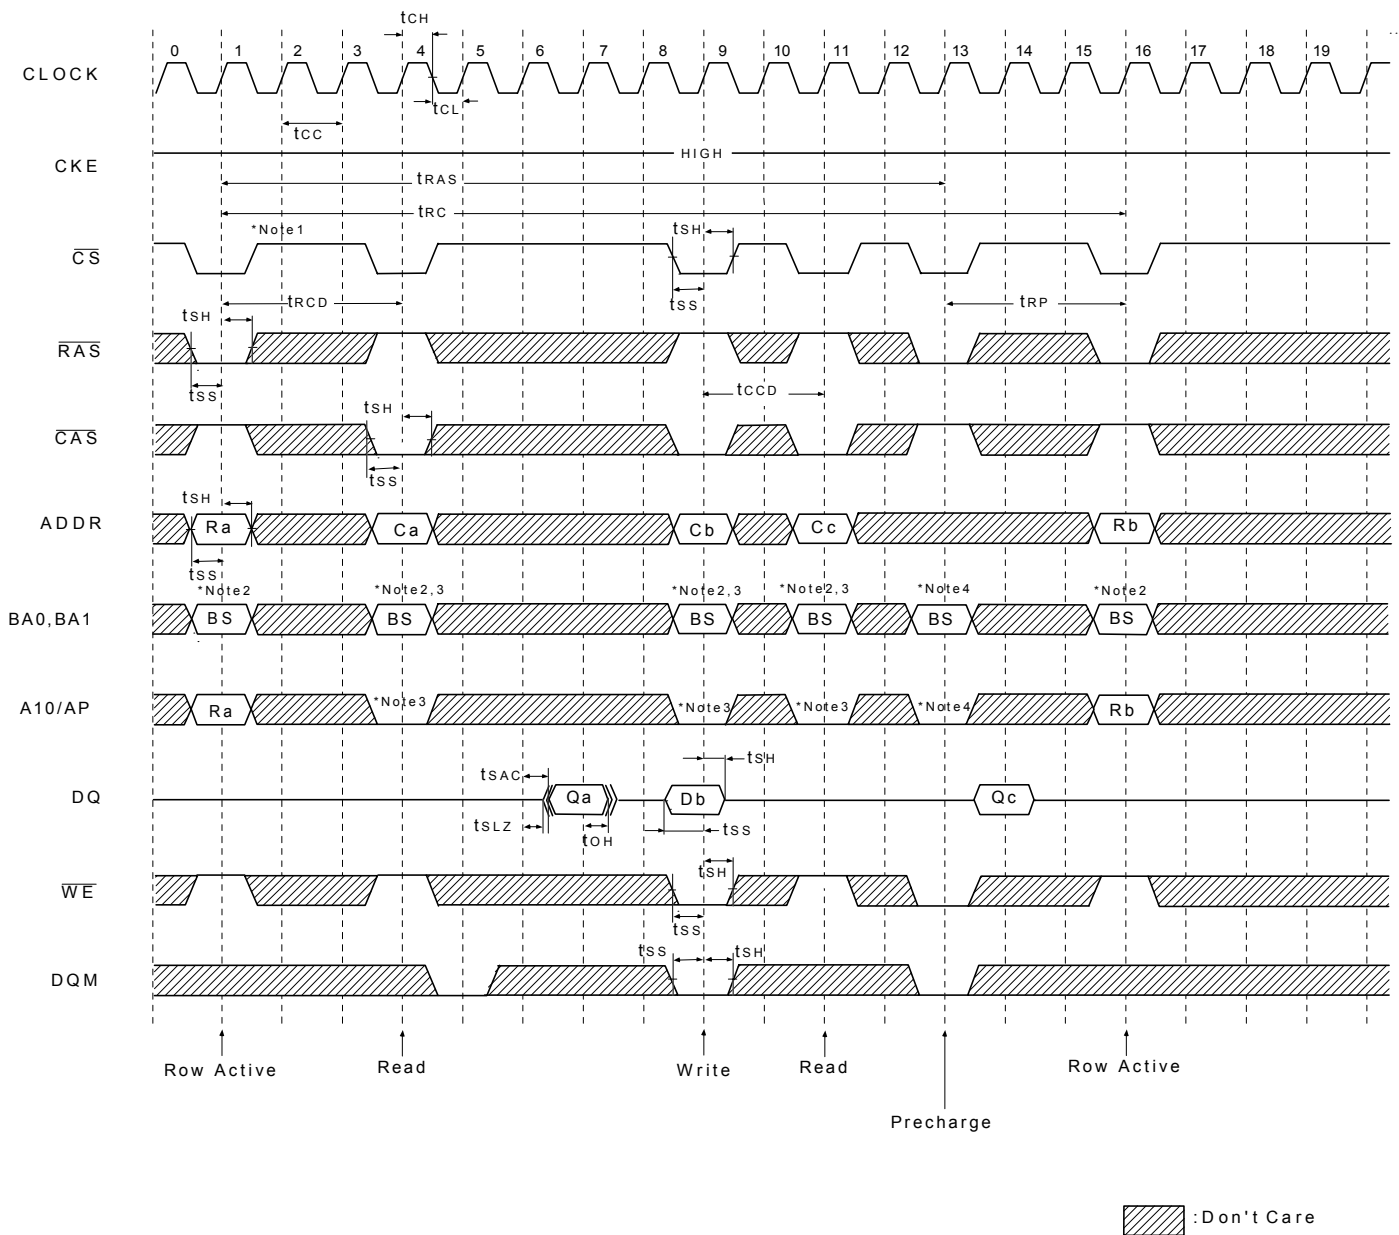 tCH
0 1 2 3 4 5 6 7 8 9 10 11 12 13 14 15 16 17 18 19
CLOCK
tCL
tCC
CKE
HIGH
tRAS
tRC
*Note1
tSH
CS
tSS
tRCD
tRP
tSH
RAS
tSS
tCCD
tSH
CAS
tSS
tSH
ADDR
Ra Ca Cb Cc Rb
tSS
*Note2 *Note2,3 *Note2,3 *Note2,3 *Note4 *Note2
BA0,BA1
BS BS BS BS BS BS
A10/AP
Ra *Note3 *Note3 *Note3 *Note4 Rb
tSH
tSAC
DQ
Qa Db Qc
tSLZ
tOH
tSS
tSH
WE
tSS
tSS tSH
DQM
Row Active Read Write Read Row Active
Precharge
:Don't Care